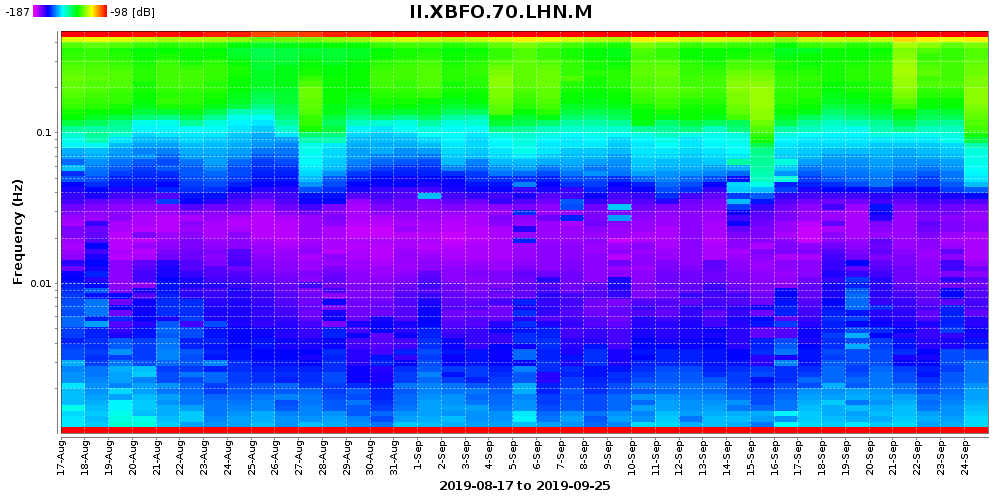 II.XBFO.70.LHN.M
-187 -98 [dB]
Frequency (Hz)
0.1
0.01
17-Aug 18-Aug 19-Aug 20-Aug 21-Aug 22-Aug 23-Aug 24-Aug 25-Aug 26-Aug 27-Aug 28-Aug 29-Aug 30-Aug 31-Aug 1-Sep 2-Sep 3-Sep 4-Sep 5-Sep 6-Sep 7-Sep 8-Sep 9-Sep 10-Sep 11-Sep 12-Sep 13-Sep 14-Sep 15-Sep 16-Sep 17-Sep 18-Sep 19-Sep 20-Sep 21-Sep 22-Sep 23-Sep 24-Sep
2019-08-17 to 2019-09-25